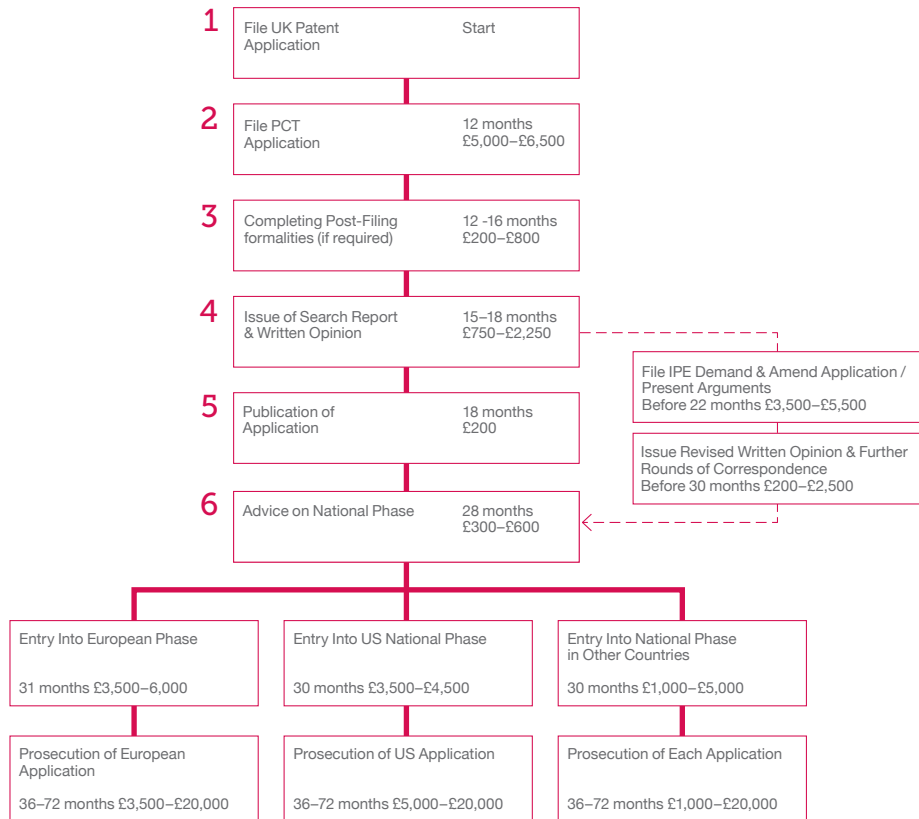 1
File UK Patent Start
Application
2
File PCT 12 months
Application £5,000–£6,500
3
Completing Post-Filing 12 -16 months
formalities (if required) £200–£800
4
Issue of Search Report 15–18 months
& Written Opinion £750–£2,250
File IPE Demand & Amend Application /
Present Arguments
Before 22 months £3,500–£5,500
5
Publication of 18 months
Application £200
Issue Revised Written Opinion & Further
Rounds of Correspondence
Before 30 months £200–£2,500
6
Advice on National Phase 28 months
£300–£600
Entry Into European Phase
31 months £3,500–6,000
Entry Into US National Phase
30 months £3,500–£4,500
Entry Into National Phase
in Other Countries
30 months £1,000–£5,000
Prosecution of European
Application
36–72 months £3,500–£20,000
Prosecution of US Application
36–72 months £5,000–£20,000
Prosecution of Each Application
36–72 months £1,000–£20,000